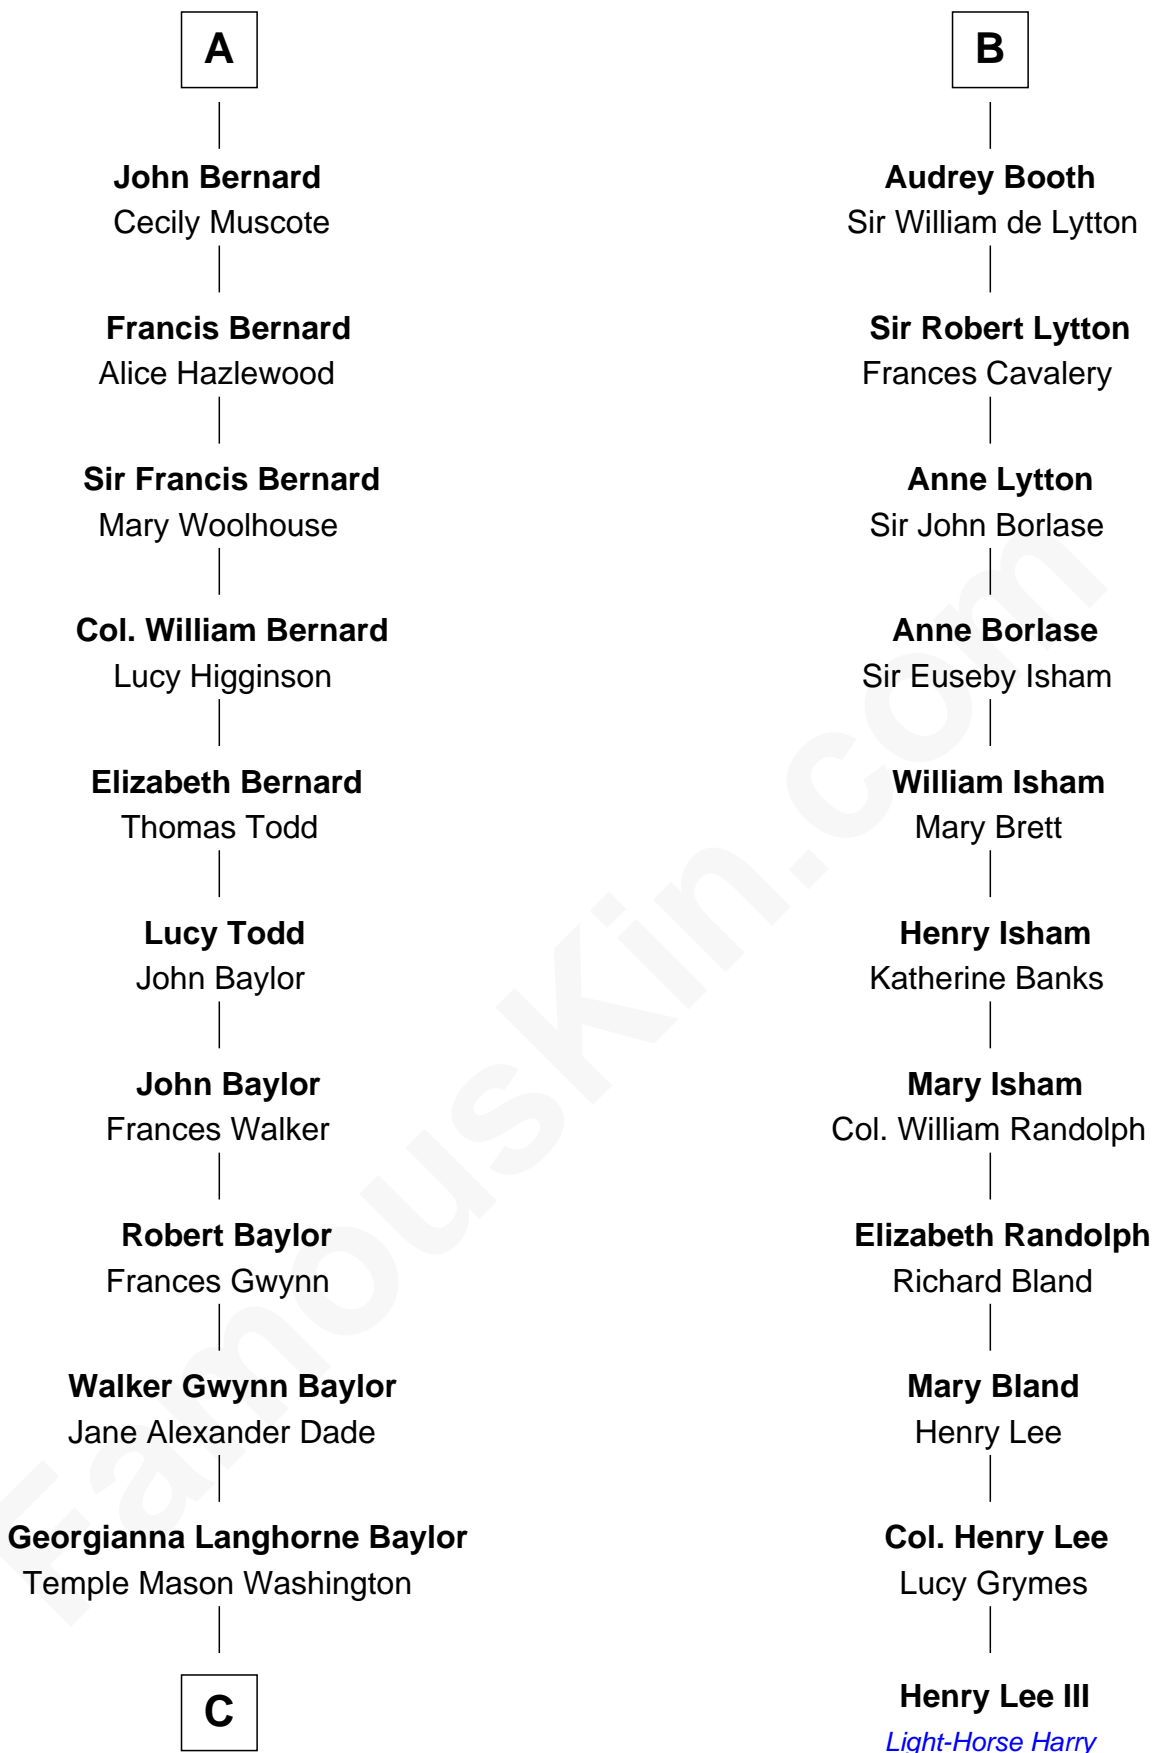 A
John Bernard
Cecily Muscote
Francis Bernard
Alice Hazlewood
Sir Francis Bernard
Mary Woolhouse
Col. William Bernard
Lucy Higginson
Elizabeth Bernard
Thomas Todd
Lucy Todd
John Baylor
John Baylor
Frances Walker
Robert Baylor
Frances Gwynn
Walker Gwynn Baylor
Jane Alexander Dade
Georgianna Langhorne Baylor
Temple Mason Washington
C
B
Audrey Booth
Sir William de Lytton
Sir Robert Lytton
Frances Cavalery
Anne Lytton
Sir John Borlase
Anne Borlase
Sir Euseby Isham
William Isham
Mary Brett
Henry Isham
Katherine Banks
Mary Isham
Col. William Randolph
Elizabeth Randolph
Richard Bland
Mary Bland
Henry Lee
Col. Henry Lee
Lucy Grymes
Henry Lee III
Light-Horse Harry
FamousKin.com